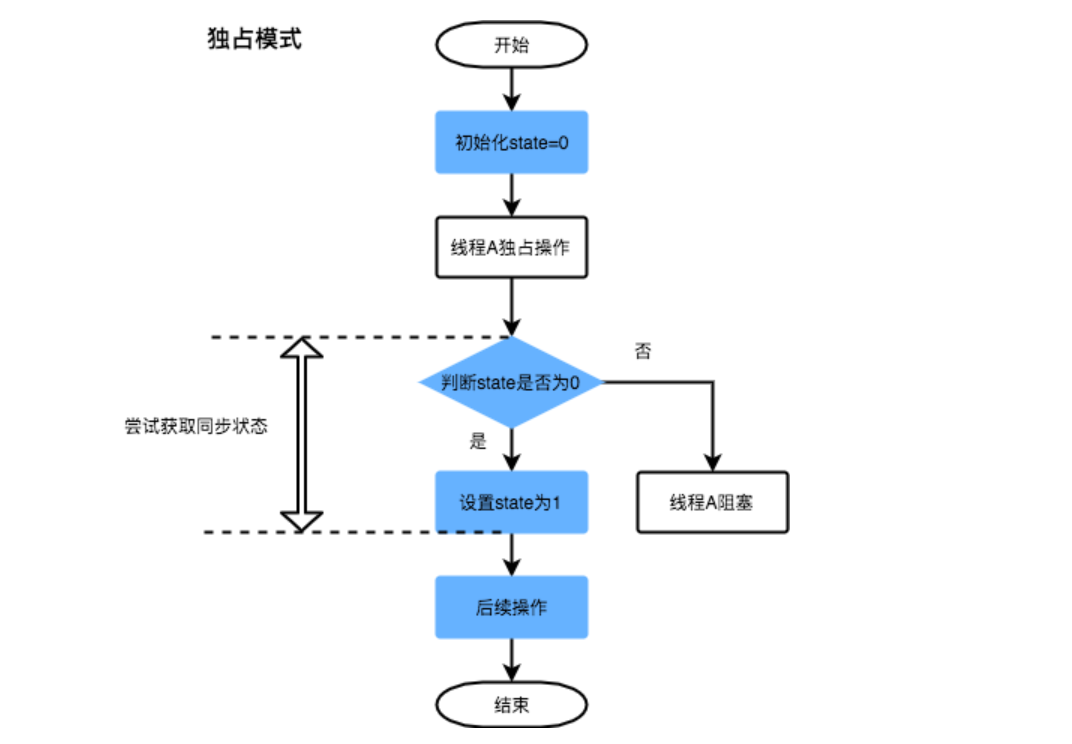 独占模式
开始
初始化state=0
线程A独占操作
判断state是否为0
否
尝试获取同步状态
是
设置state为1
线程A阻塞
后续操作
结束